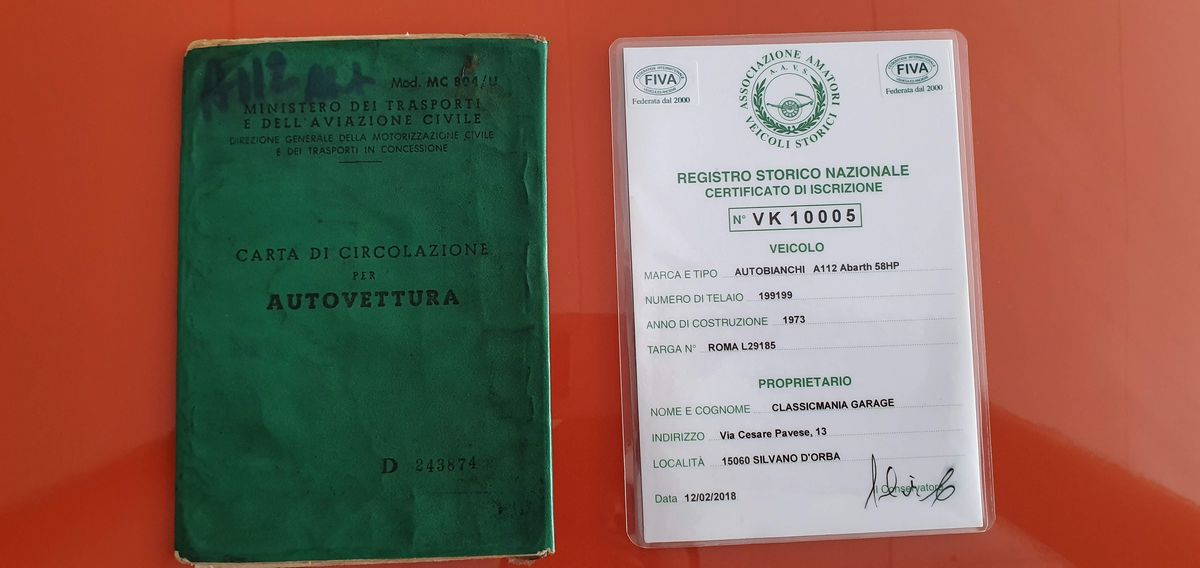 Mod. MC 804/U
MINISTERO DEI TRASPORTI
E DELL'AVIAZIONE CIVILE
DIREZIONE GENERALE DELLA MOTORIZZAZIONE CIVILE
E DEI TRASPORTI IN CONCESSIONE
CARTA DI CIRCOLAZIONE
PER
AUTOVETTURA
D 243874
FIVA
Federata dal 2000
ASSOCIAZIONE AMATORI
A.A.V.S.
VEICOLI STORICI
FIVA
Federata dal 2000
REGISTRO STORICO NAZIONALE
CERTIFICATO DI ISCRIZIONE
N° VK 10005
VEICOLO
MARCA E TIPO AUTOBIANCHI A112 Abarth 58HP
NUMERO DI TELAIO 199199
ANNO DI COSTRUZIONE 1973
TARGA N° ROMA L29185
PROPRIETARIO
NOME E COGNOME CLASSICMANIA GARAGE
INDIRIZZO Via Cesare Pavese, 13
LOCALITÀ 15060 SILVANO D'ORBA
Data 12/02/2018
Il Conservatore